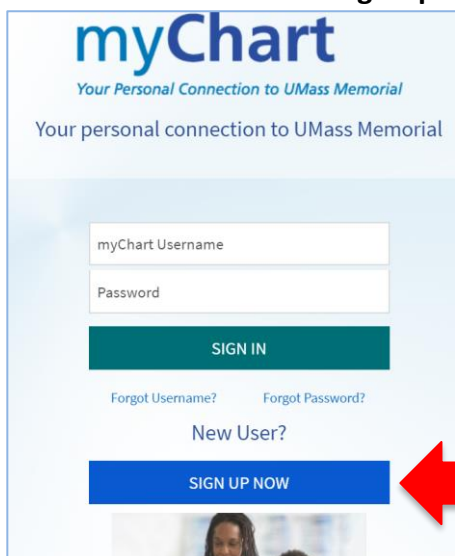 myChart
Your Personal Connection to UMass Memorial
Your personal connection to UMass Memorial
myChart Username
Password
SIGN IN
Forgot Username? Forgot Password?
New User?
SIGN UP NOW